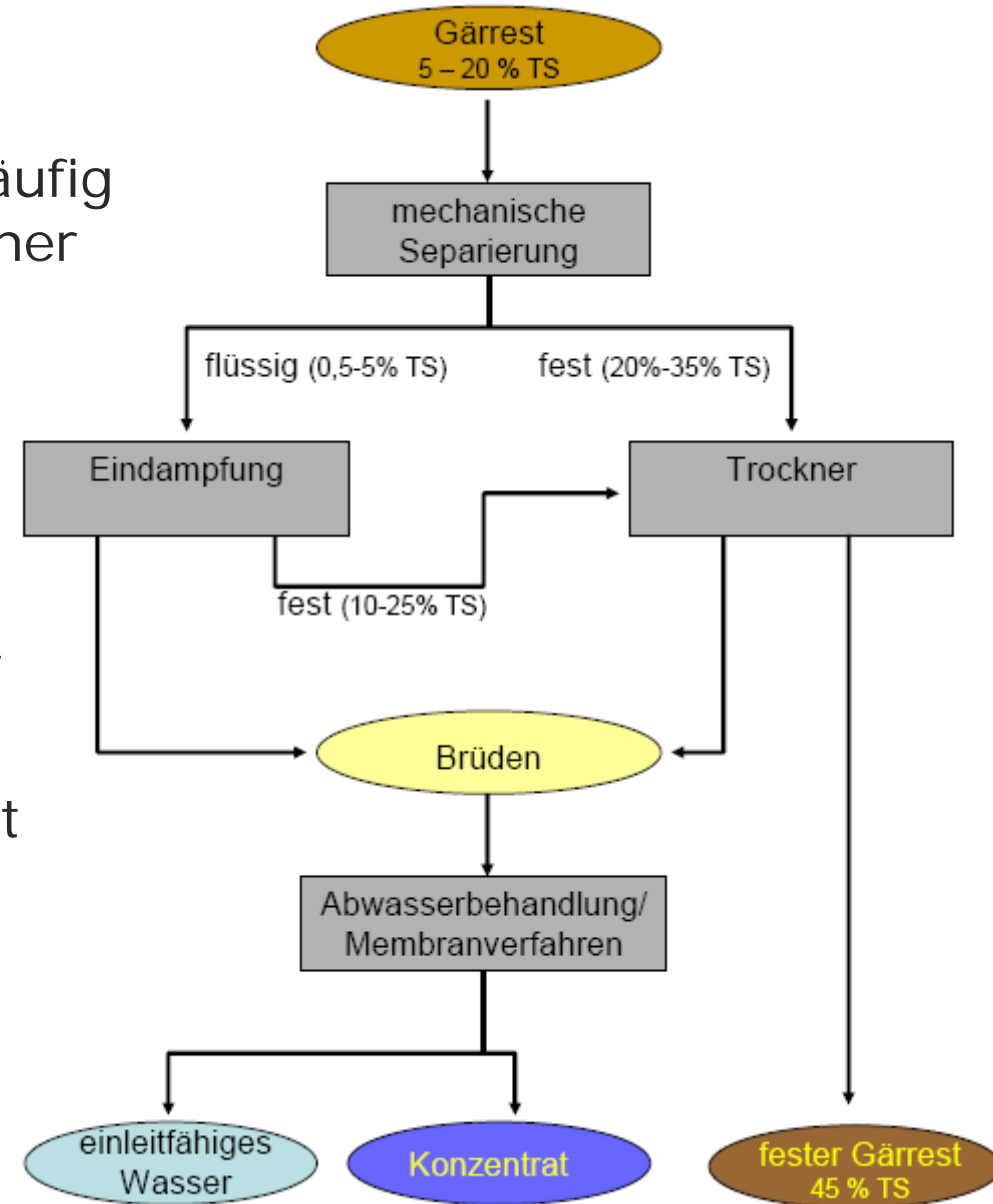 Gärrest
5 – 20 % TS
mechanische
Separierung
flüssig (0,5-5% TS)
fest (20%-35% TS)
Eindampfung
Trockner
fest (10-25% TS)
Brüden
Abwasserbehandlung/
Membranverfahren
einleitfähiges
Wasser
Konzentrat
fester Gärrest
45 % TS